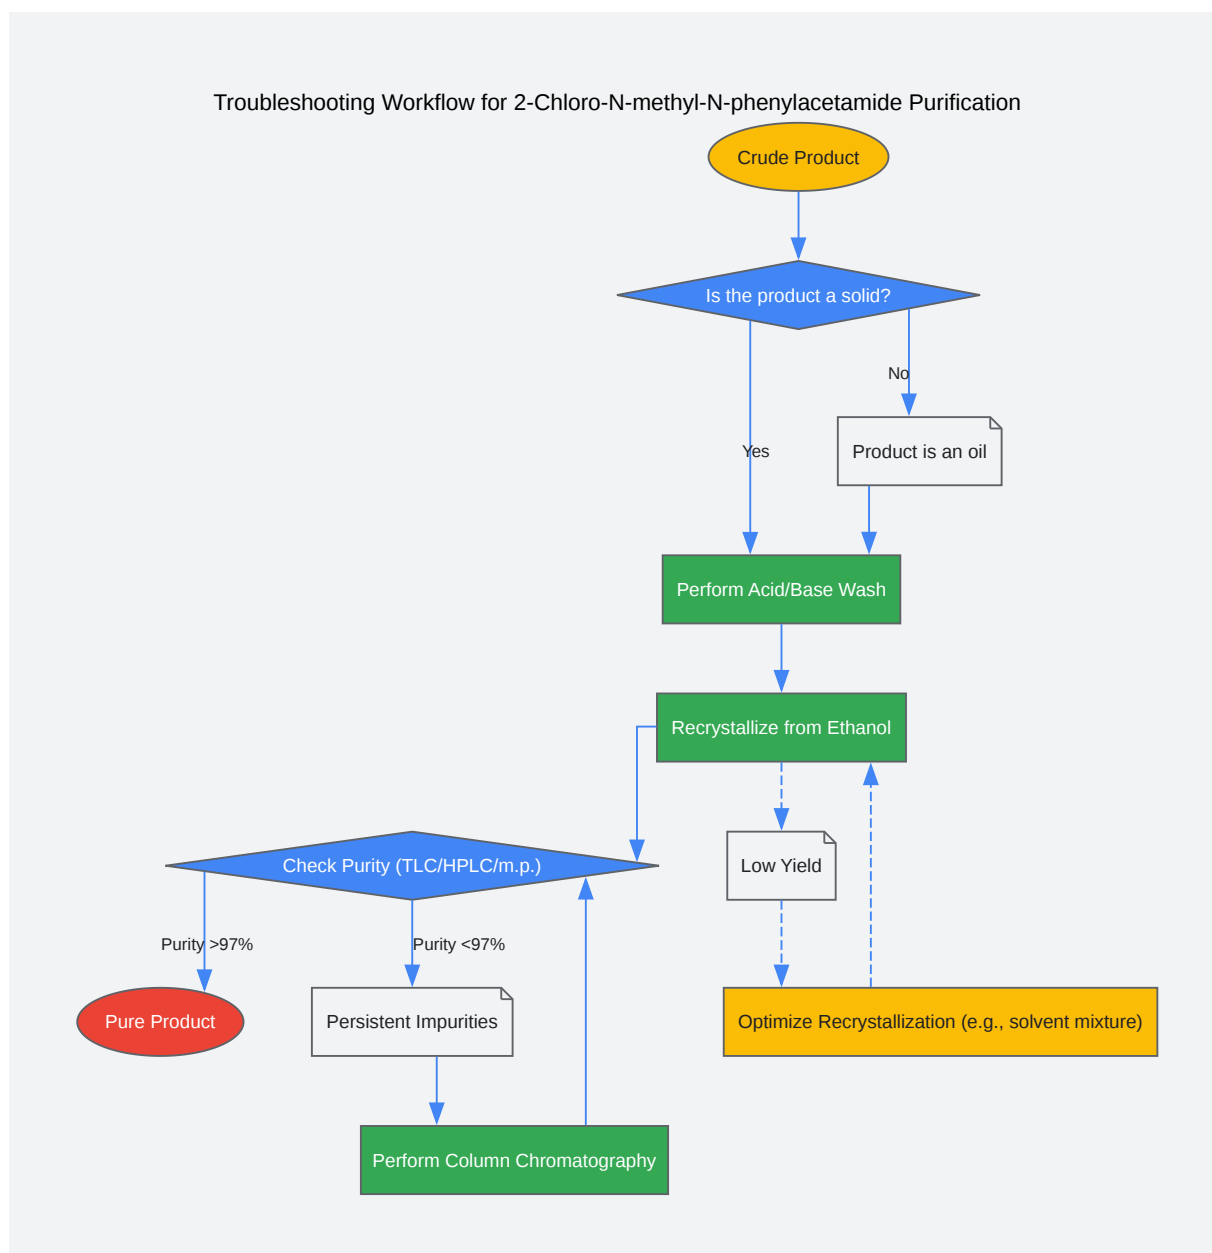 Troubleshooting Workflow for 2-Chloro-N-methyl-N-phenylacetamide Purification
Crude Product
Is the product a solid?
No
Yes
Product is an oil
Perform Acid/Base Wash
Recrystallize from Ethanol
Check Purity (TLC/HPLC/m.p.)
Low Yield
Purity >97%
Purity <97%
Pure Product
Persistent Impurities
Optimize Recrystallization (e.g., solvent mixture)
Perform Column Chromatography